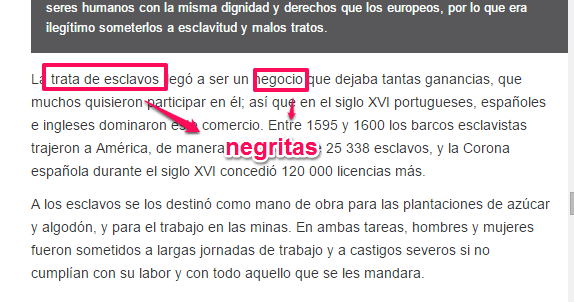 seres humanos con la misma dignidad y derechos que los europeos, por lo que era
ilegítimo someterlos a esclavitud y malos tratos.
La trata de esclavos llegó a ser un negocio que dejaba tantas ganancias, que
muchos quisieron participar en él; así que en el siglo XVI portugueses, españoles
e ingleses dominaron este comercio. Entre 1595 y 1600 los barcos esclavistas
trajeron a América, de manera 25 338 esclavos, y la Corona
negritas
española durante el siglo XVI concedió 120 000 licencias más.
A los esclavos se los destinó como mano de obra para las plantaciones de azúcar
y algodón, y para el trabajo en las minas. En ambas tareas, hombres y mujeres
fueron sometidos a largas jornadas de trabajo y a castigos severos si no
cumplían con su labor y con todo aquello que se les mandara.